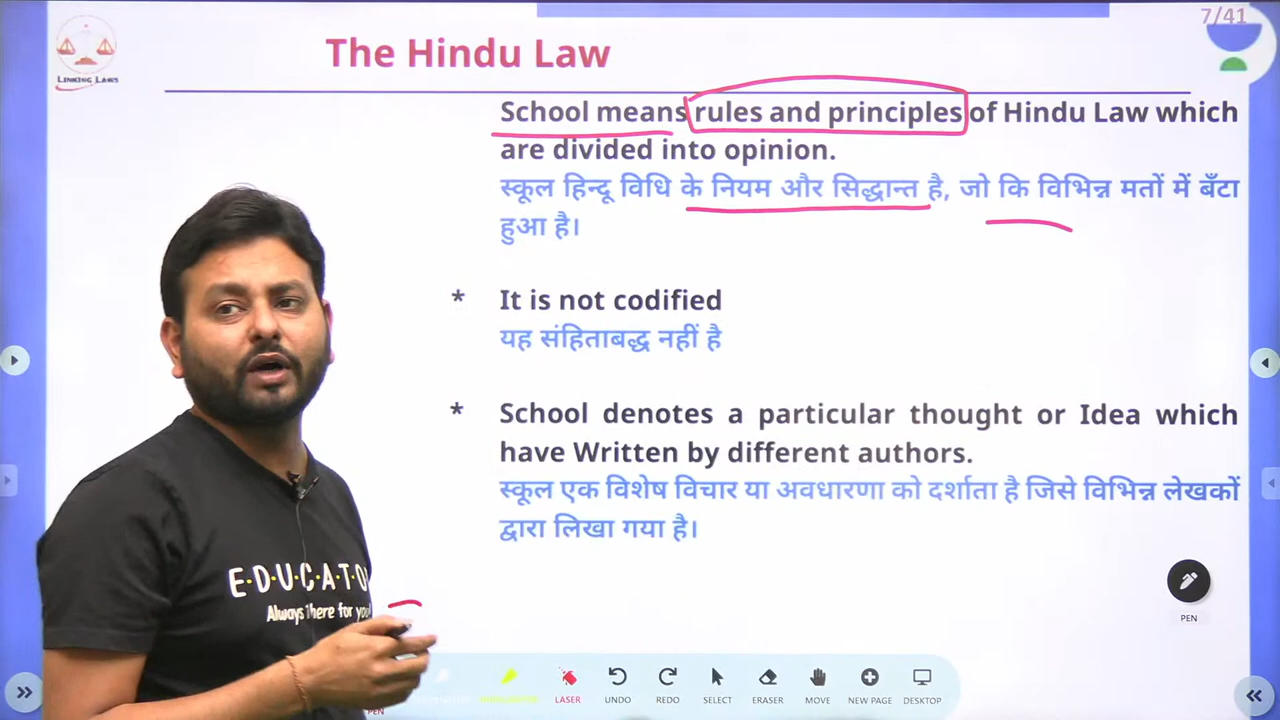 7/41
LINKING LAWS
The Hindu Law
School means rules and principles of Hindu Law which
are divided into opinion.
स्कूल हिन्दू विधि के नियम और सिद्धान्त है, जो कि विभिन्न मतों में बँटा
हुआ है।
* It is not codified
यह संहिताबद्ध नहीं है
* School denotes a particular thought or Idea which
have Written by different authors.
स्कूल एक विशेष विचार या अवधारणा को दर्शाता है जिसे विभिन्न लेखकों
द्वारा लिखा गया है।
Always There for you
PEN
PEN
LASER
UNDO
REDO
SELECT
ERASER
MOVE
NEW PAGE
DESKTOP